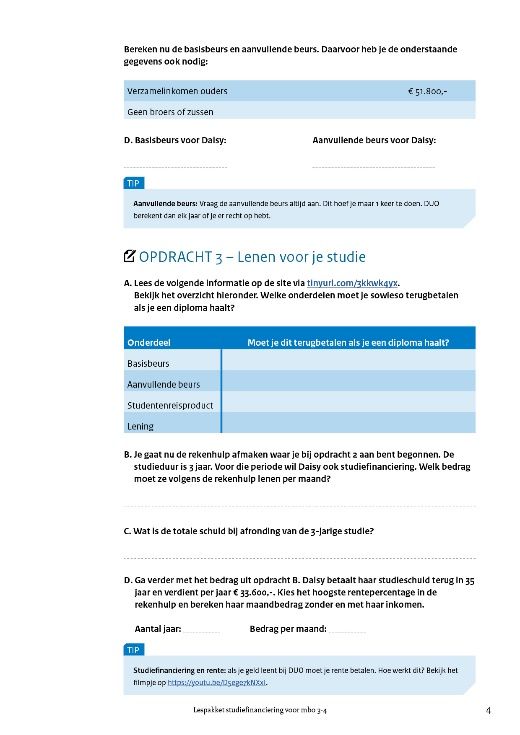 Bereken nu de basisbeurs en aanvullende beurs. Daarvoor heb je de onderstaande
gegevens ook nodig:
Verzamelinkomen ouders € 51.800,-
Geen broers of zussen
D. Basisbeurs voor Daisy: Aanvullende beurs voor Daisy:
TIP
Aanvullende beurs: Vraag de aanvullende beurs altijd aan. Dit hoef je maar 1 keer te doen. DUO
berekent dan elk jaar of je er recht op hebt.
OPDRACHT 3 – Lenen voor je studie
A. Lees de volgende informatie op de site via tinyurl.com/3kkwk4yx.
Bekijk het overzicht hieronder. Welke onderdelen moet je sowieso terugbetalen
als je een diploma haalt?
Onderdeel Moet je dit terugbetalen als je een diploma haalt?
Basisbeurs
Aanvullende beurs
Studentenreisproduct
Lening
B. Je gaat nu de rekenhulp afmaken waar je bij opdracht 2 aan bent begonnen. De
studieduur is 3 jaar. Voor die periode wil Daisy ook studiefinanciering. Welk bedrag
moet ze volgens de rekenhulp lenen per maand?
C. Wat is de totale schuld bij afronding van de 3-jarige studie?
D. Ga verder met het bedrag uit opdracht B. Daisy betaalt haar studieschuld terug in 35
jaar en verdient per jaar € 33.600,-. Kies het hoogste rentepercentage in de
rekenhulp en bereken haar maandbedrag zonder en met haar inkomen.
Aantal jaar: ________ Bedrag per maand: ________
TIP
Studiefinanciering en rente: als je geld leent bij DUO moet je rente betalen. Hoe werkt dit? Bekijk het
filmpje op https://youtu.be/D5ege7kNXxI.
Lespakket studiefinanciering voor mbo 3-4 4